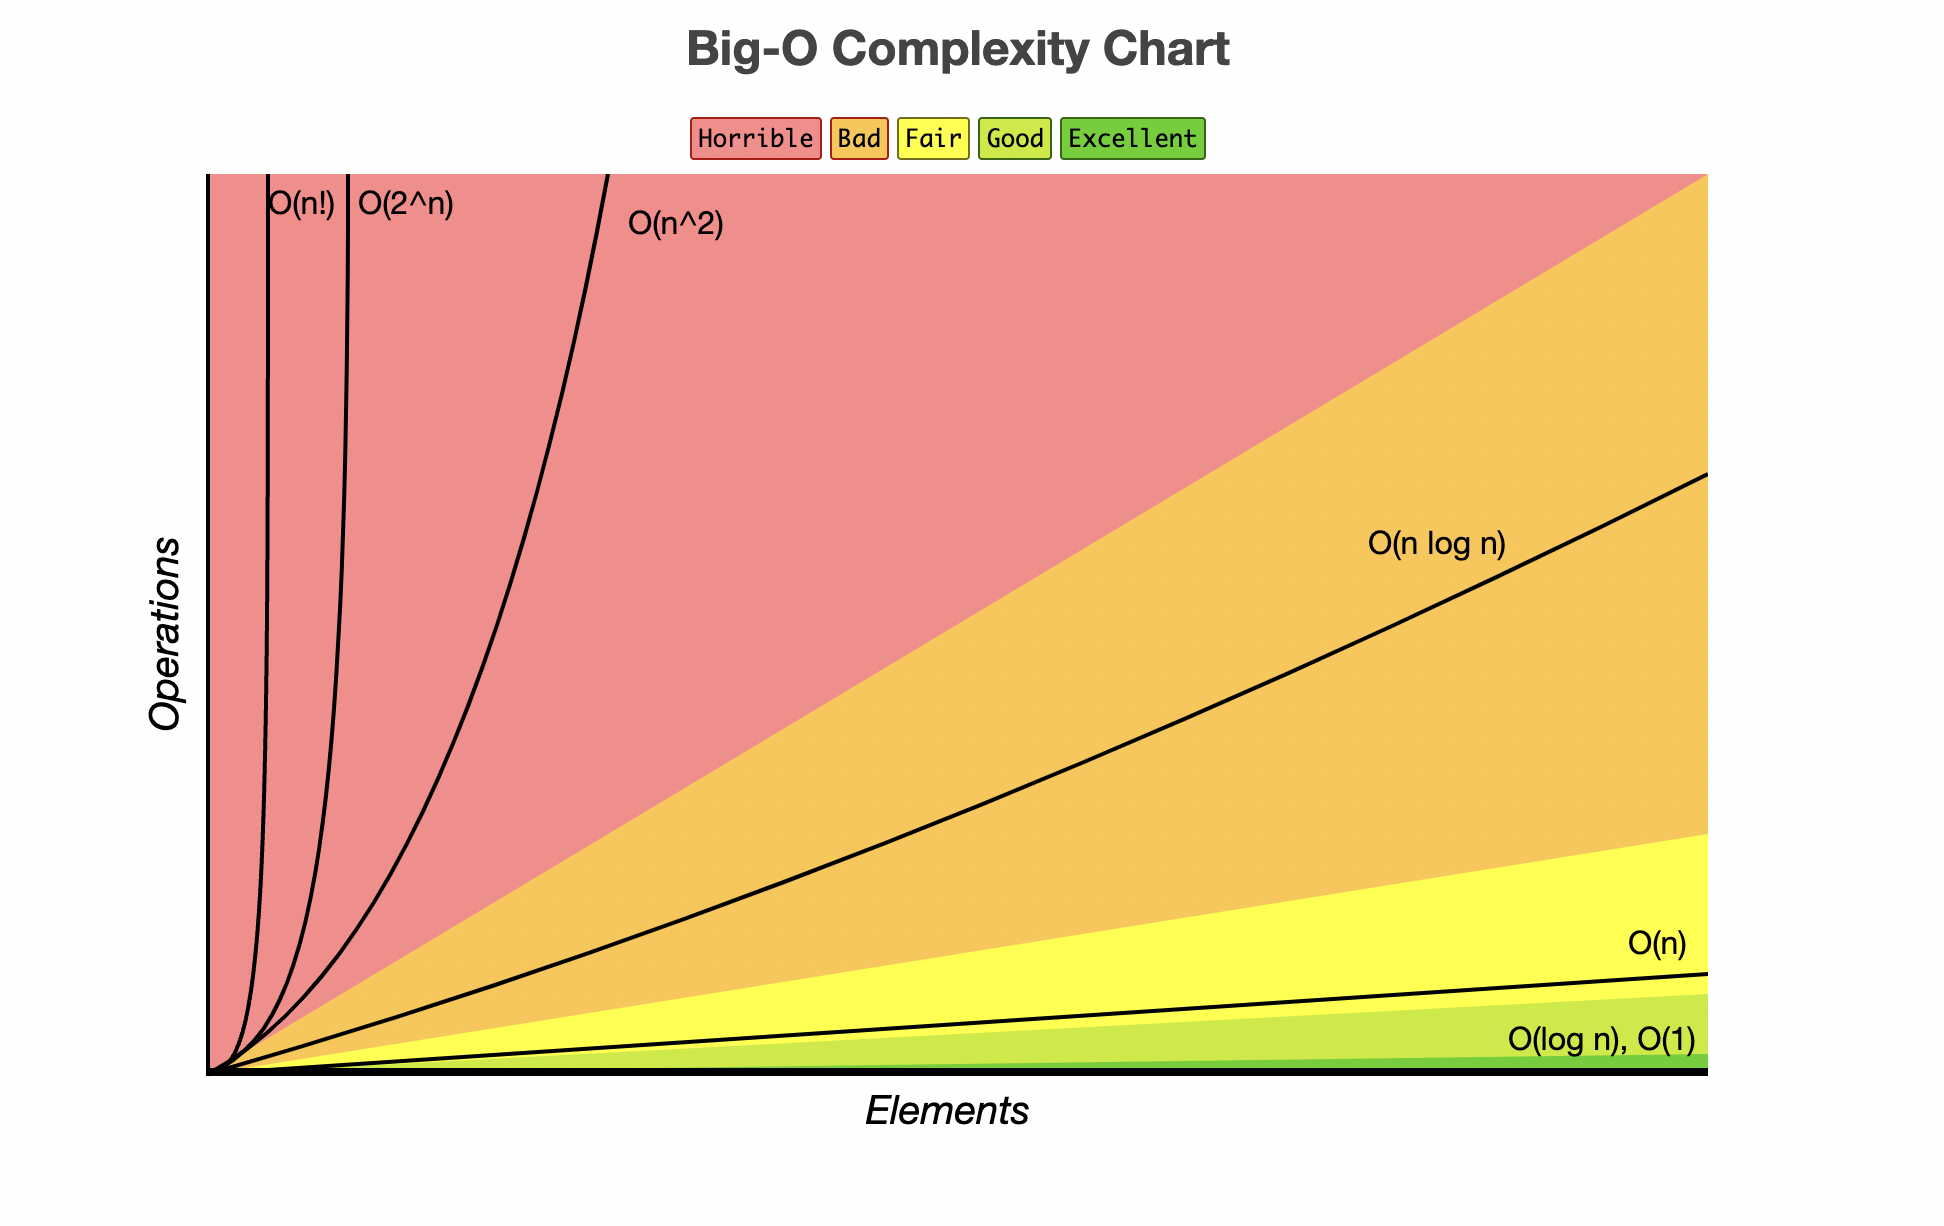 Big-O Complexity Chart
Horrible Bad Fair Good Excellent
O(n!) O(2^n)
O(n^2)
O(n log n)
O(n)
O(log n), O(1)
Operations
Elements